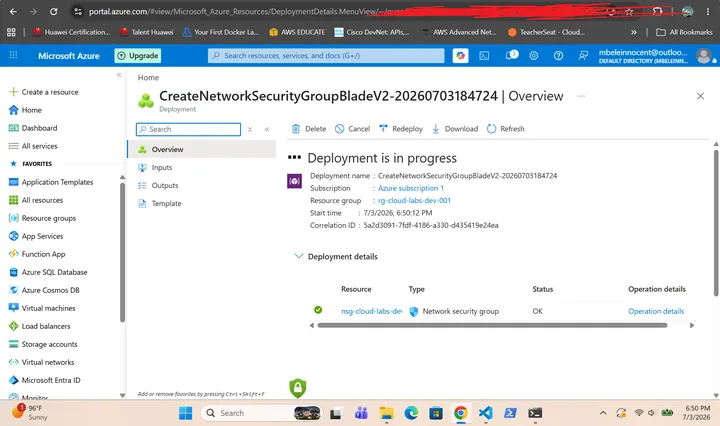 portal.azure.com/#view/Microsoft_Azure_Resources/DeploymentDetails.MenuView/~/
Huawei Certification...
Talent Huawei
Your First Docker La...
AWS EDUCATE
Cisco DevNet: APIs,...
AWS Advanced Net...
TeacherSeat - Cloud...
»
All Bookmarks
Microsoft Azure
Upgrade
Search resources, services, and docs (G+/)
7
mbeleinnocent@outloo...
DEFAULT DIRECTORY (MBELEINNOC...
Create a resource
Home
Dashboard
All services
FAVORITES
Application Templates
All resources
Resource groups
App Services
Function App
Azure SQL Database
Azure Cosmos DB
Virtual machines
Load balancers
Storage accounts
Virtual networks
Microsoft Entra ID
Monitor
Home
CreateNetworkSecurityGroupBladeV2-20260703184724 | Overview ...
Deployment
Search
Overview
Inputs
Outputs
Template
Add or remove favorites by pressing Ctrl+Shift+F
Delete
Cancel
Redeploy
Download
Refresh
Deployment is in progress
Deployment name : CreateNetworkSecurityGroupBladeV2-20260703184724
Subscription : Azure subscription 1
Resource group : rg-cloud-labs-dev-001
Start time : 7/3/2026, 6:50:12 PM
Correlation ID : 5a2d3091-7fdf-4186-a330-d435419e24ea
Deployment details
Resource Type Status Operation details
nsg-cloud-labs-dev Network security group OK Operation details
1
96°F
Sunny
Search
6:50 PM
7/3/2026